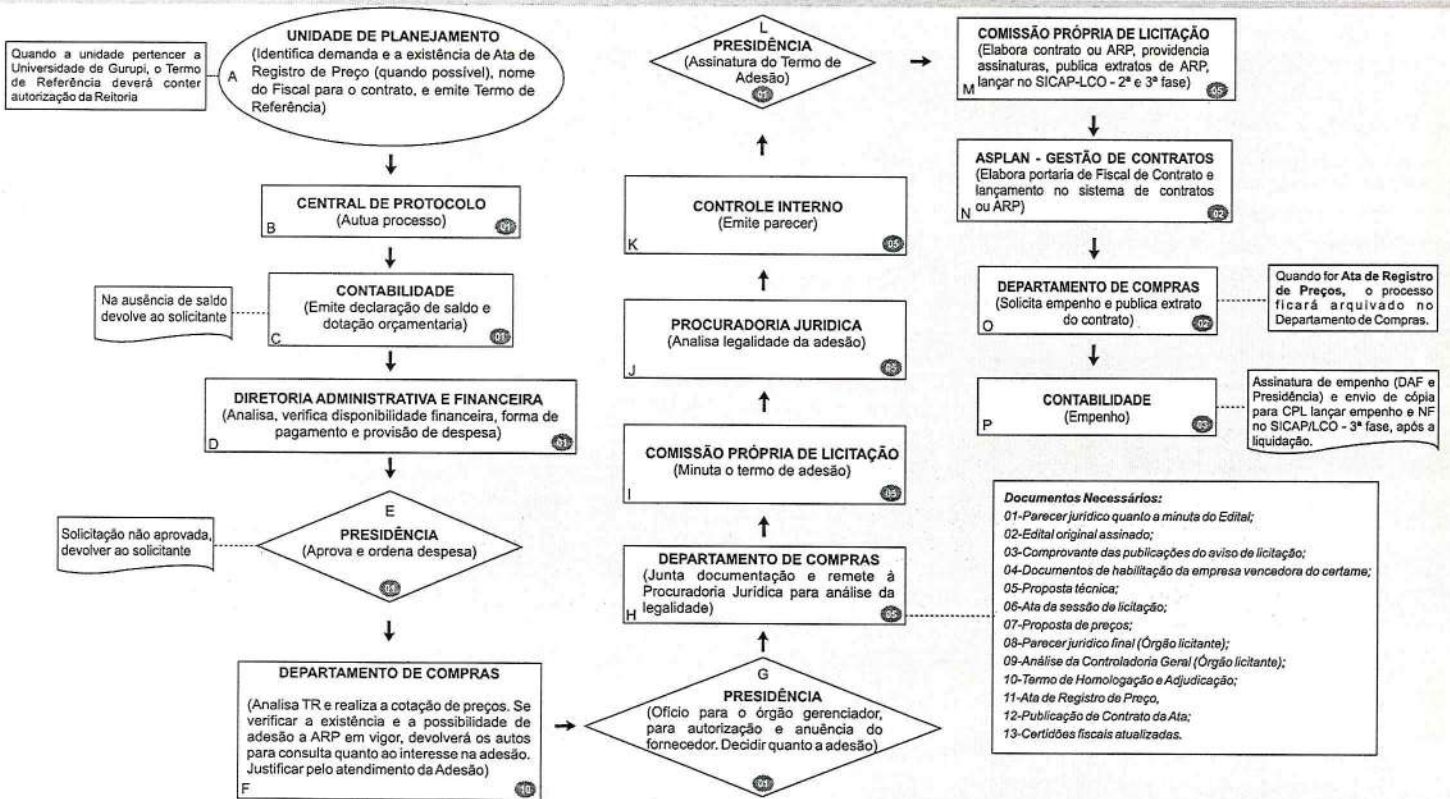 Quando a unidade pertencer a
Universidade de Gurupi, o Termo
de Referência deverá conter
autorização da Reitoria
UNIDADE DE PLANEJAMENTO
(Identifica demanda e a existência de Ata de
Registro de Preço (quando possível), nome
do Fiscal para o contrato, e emite Termo de
Referência)
A
CENTRAL DE PROTOCOLO
(Autua processo)
B
01
Na ausência de saldo
devolve ao solicitante
CONTABILIDADE
(Emite declaração de saldo e
dotação orçamentaria)
C
01
DIRETORIA ADMINISTRATIVA E FINANCEIRA
(Analisa, verifica disponibilidade financeira, forma de
pagamento e provisão de despesa)
D
01
Solicitação não aprovada,
devolver ao solicitante
E
PRESIDÊNCIA
(Aprova e ordena despesa)
01
DEPARTAMENTO DE COMPRAS
(Analisa TR e realiza a cotação de preços. Se
verificar a existência e a possibilidade de
adesão a ARP em vigor, devolverá os autos
para consulta quanto ao interesse na adesão.
Justificar pelo atendimento da Adesão)
F
10
G
PRESIDÊNCIA
(Ofício para o órgão gerenciador,
para autorização e anuência do
fornecedor. Decidir quanto a adesão)
01
DEPARTAMENTO DE COMPRAS
(Junta documentação e remete à
Procuradoria Juridica para análise da
legalidade)
H
05
COMISSÃO PRÓPRIA DE LICITAÇÃO
(Minuta o termo de adesão)
I
05
PROCURADORIA JURIDICA
(Analisa legalidade da adesão)
J
05
CONTROLE INTERNO
(Emite parecer)
K
05
L
PRESIDÊNCIA
(Assinatura do Termo de
Adesão)
01
COMISSÃO PRÓPRIA DE LICITAÇÃO
(Elabora contrato ou ARP, providencia
assinaturas, publica extratos de ARP,
lançar no SICAP-LCO - 2ª e 3ª fase)
M
05
ASPLAN - GESTÃO DE CONTRATOS
(Elabora portaria de Fiscal de Contrato e
lançamento no sistema de contratos
ou ARP)
N
02
DEPARTAMENTO DE COMPRAS
(Solicita empenho e publica extrato
do contrato)
O
02
Quando for Ata de Registro
de Preços, o processo
ficará arquivado no
Departamento de Compras.
CONTABILIDADE
(Empenho)
P
03
Assinatura de empenho (DAF e
Presidência) e envio de cópia
para CPL lançar empenho e NF
no SICAP/LCO - 3ª fase, após a
liquidação.
Documentos Necessários:
01-Parecer juridico quanto a minuta do Edital;
02-Edital original assinado;
03-Comprovante das publicações do aviso de licitação;
04-Documentos de habilitação da empresa vencedora do certame;
05-Proposta técnica;
06-Ata da sessão de licitação;
07-Proposta de preços;
08-Parecer juridico final (Órgão licitante);
09-Análise da Controladoria Geral (Órgão licitante);
10-Termo de Homologação e Adjudicação;
11-Ata de Registro de Preço,
12-Publicação de Contrato da Ata;
13-Certidões fiscais atualizadas.